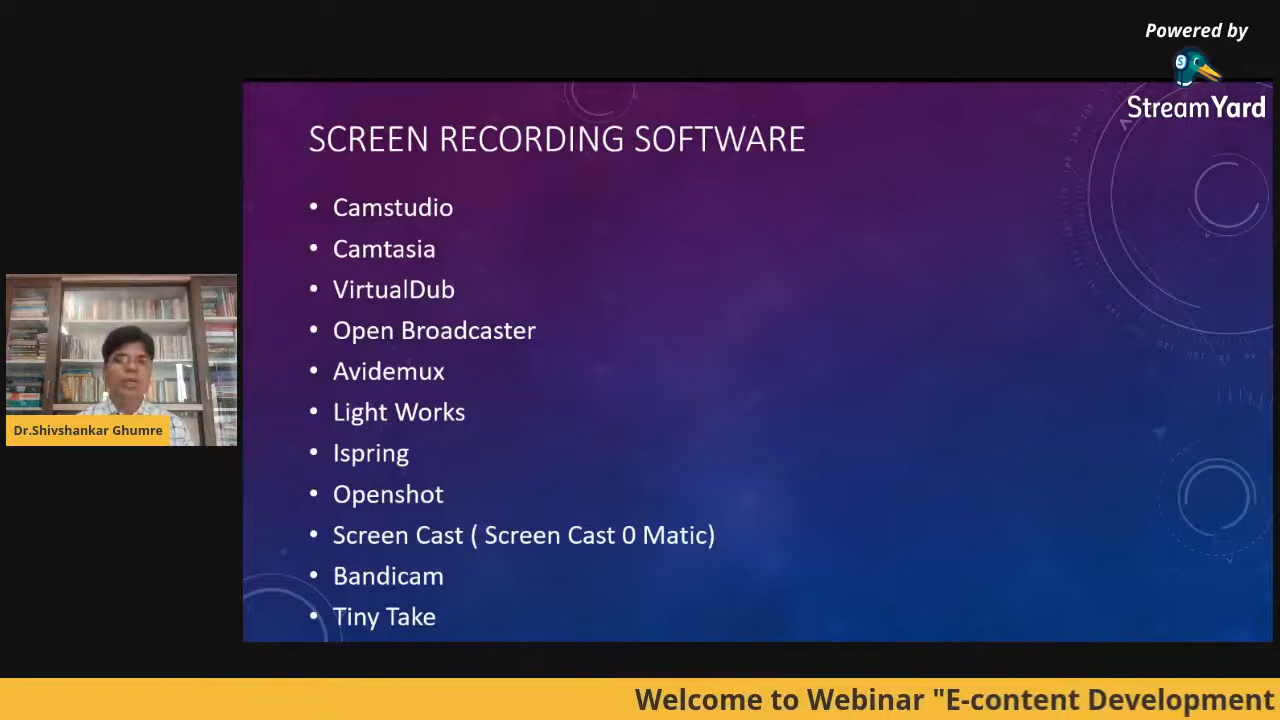 Powered by
StreamYard
SCREEN RECORDING SOFTWARE
• Camstudio
• Camtasia
• VirtualDub
• Open Broadcaster
• Avidemux
• Light Works
• Ispring
• Openshot
• Screen Cast ( Screen Cast 0 Matic)
• Bandicam
• Tiny Take
Dr.Shivshankar Ghumre
Welcome to Webinar "E-content Development